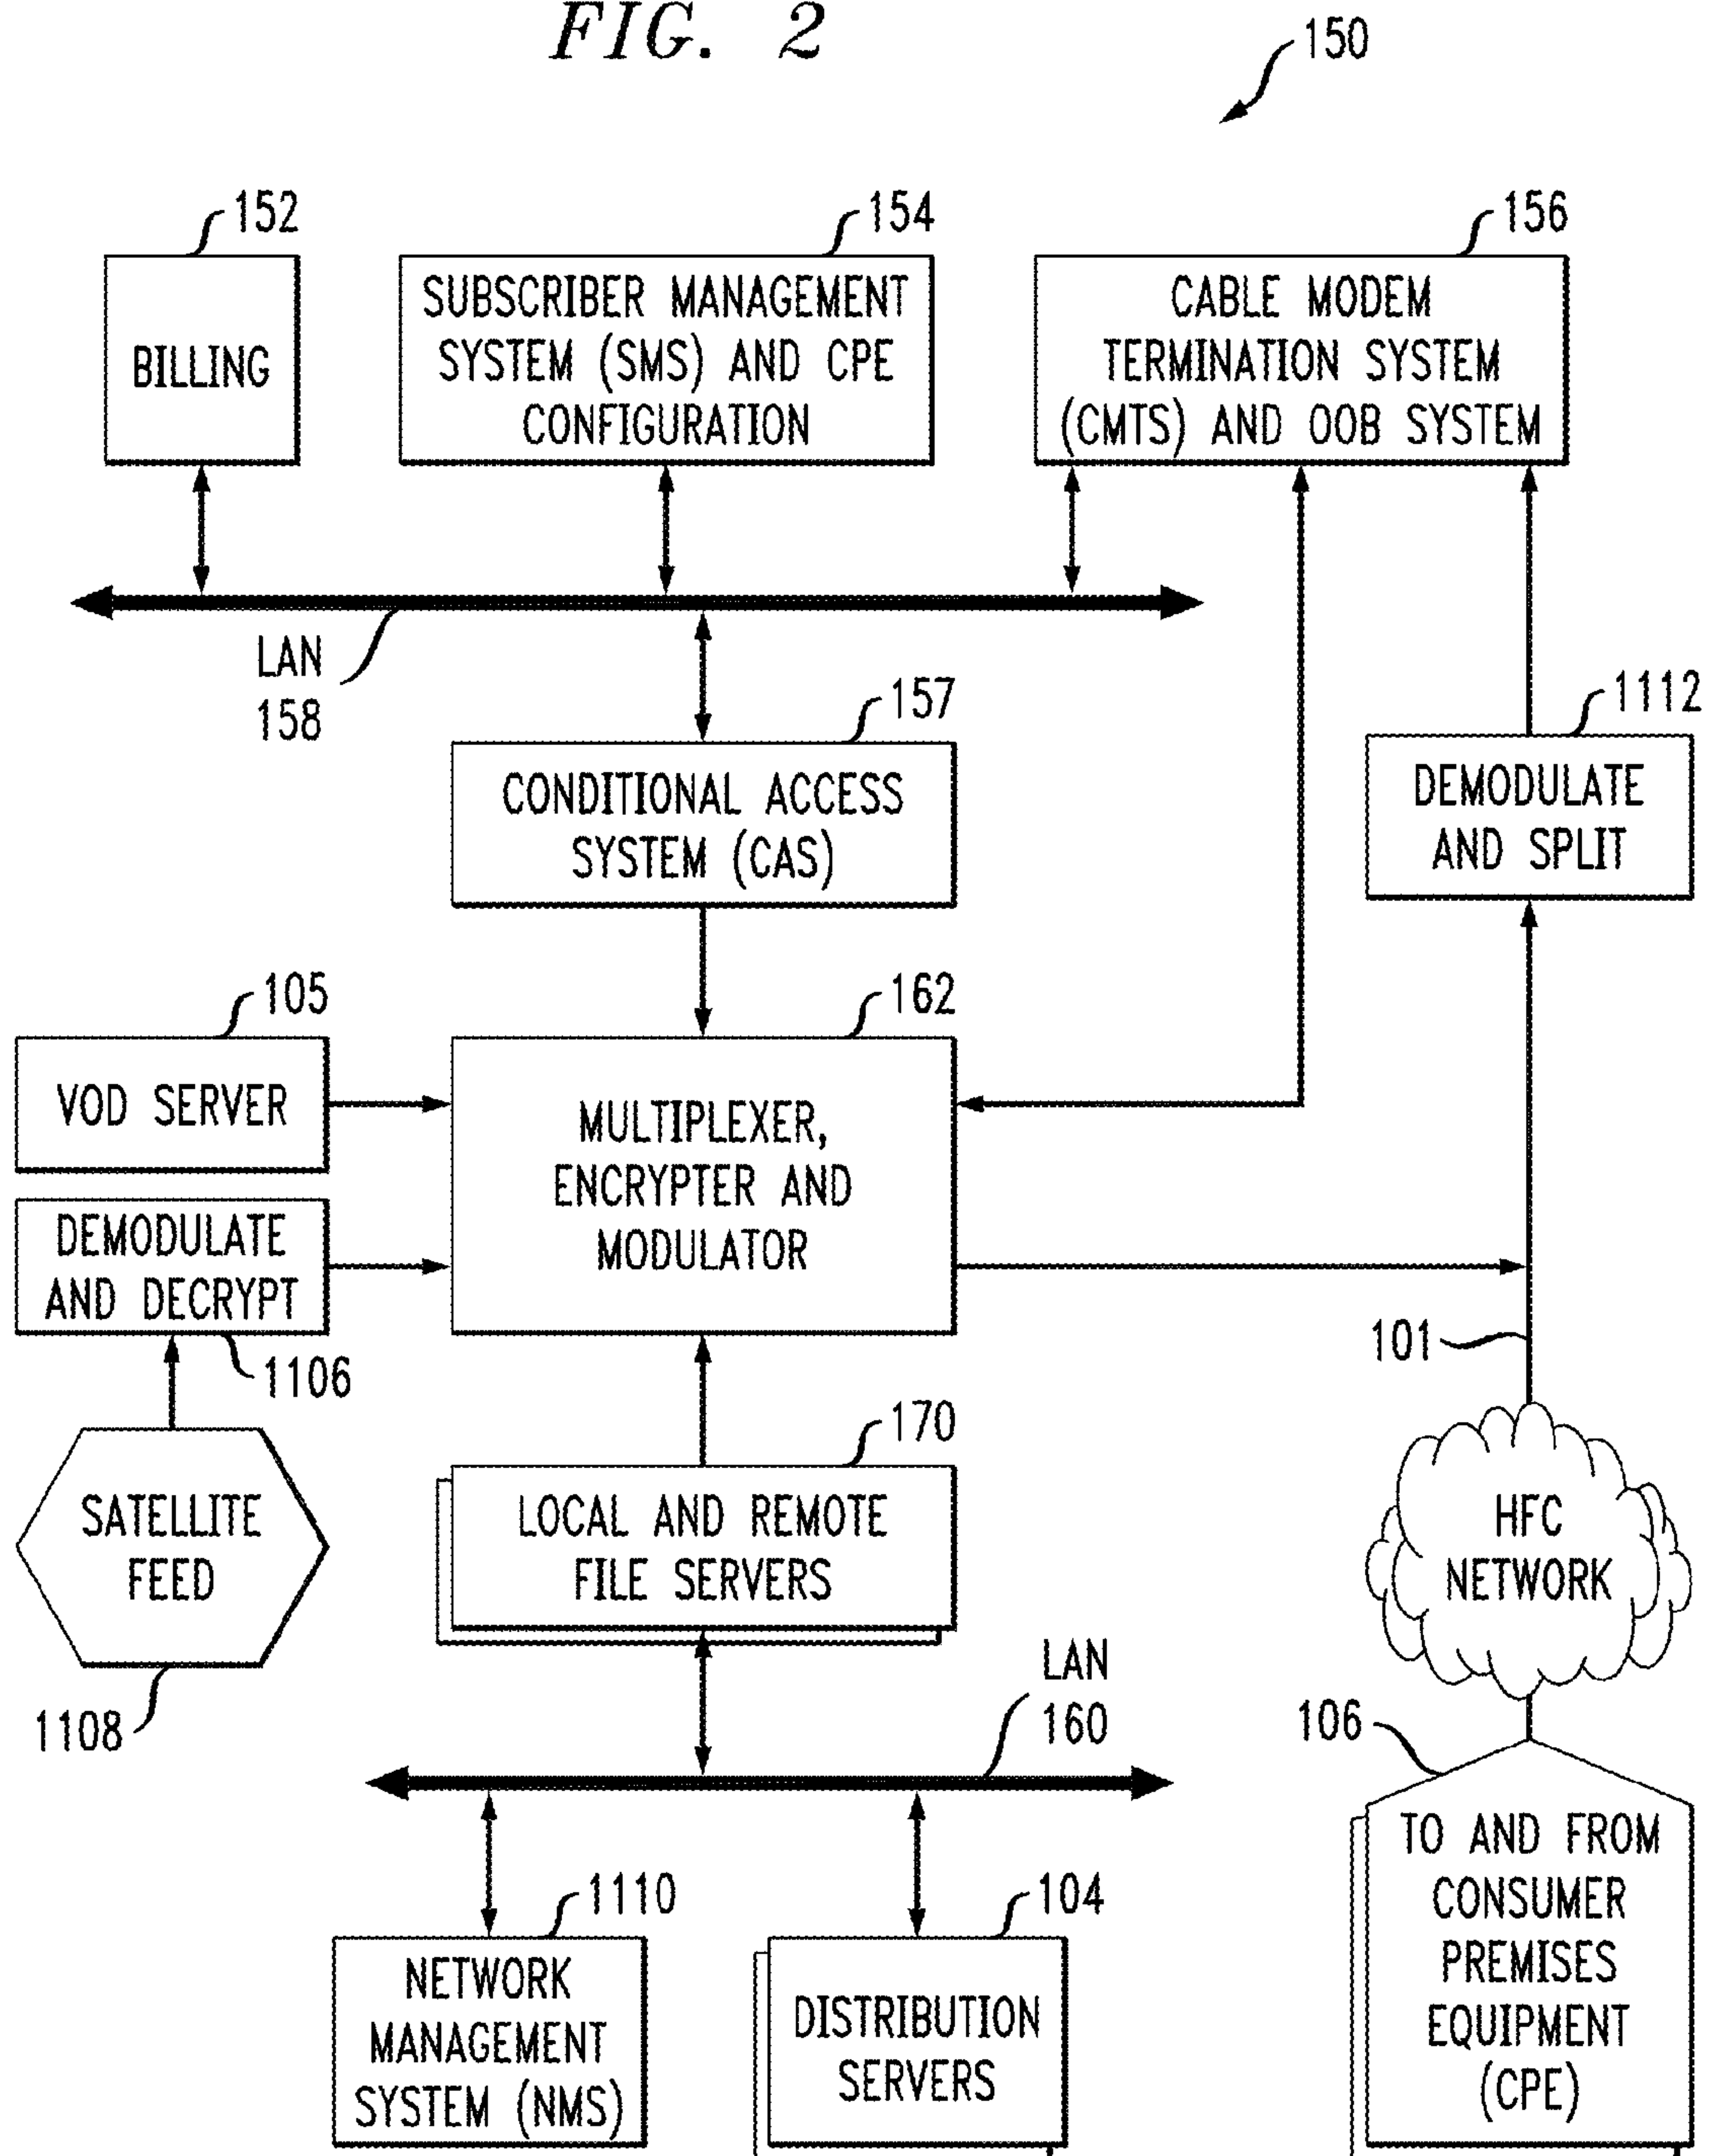 FIG. 2
150
152
BILLING
154
SUBSCRIBER MANAGEMENT
SYSTEM (SMS) AND CPE
CONFIGURATION
156
CABLE MODEM
TERMINATION SYSTEM
(CMTS) AND OOB SYSTEM
LAN
158
157
CONDITIONAL ACCESS
SYSTEM (CAS)
1112
DEMODULATE
AND SPLIT
105
VOD SERVER
162
MULTIPLEXER,
ENCRYPTER AND
MODULATOR
DEMODULATE
AND DECRYPT
1106
101
SATELLITE
FEED
1108
170
LOCAL AND REMOTE
FILE SERVERS
HFC
NETWORK
LAN
160
106
TO AND FROM
CONSUMER
PREMISES
EQUIPMENT
(CPE)
1110
NETWORK
MANAGEMENT
SYSTEM (NMS)
104
DISTRIBUTION
SERVERS